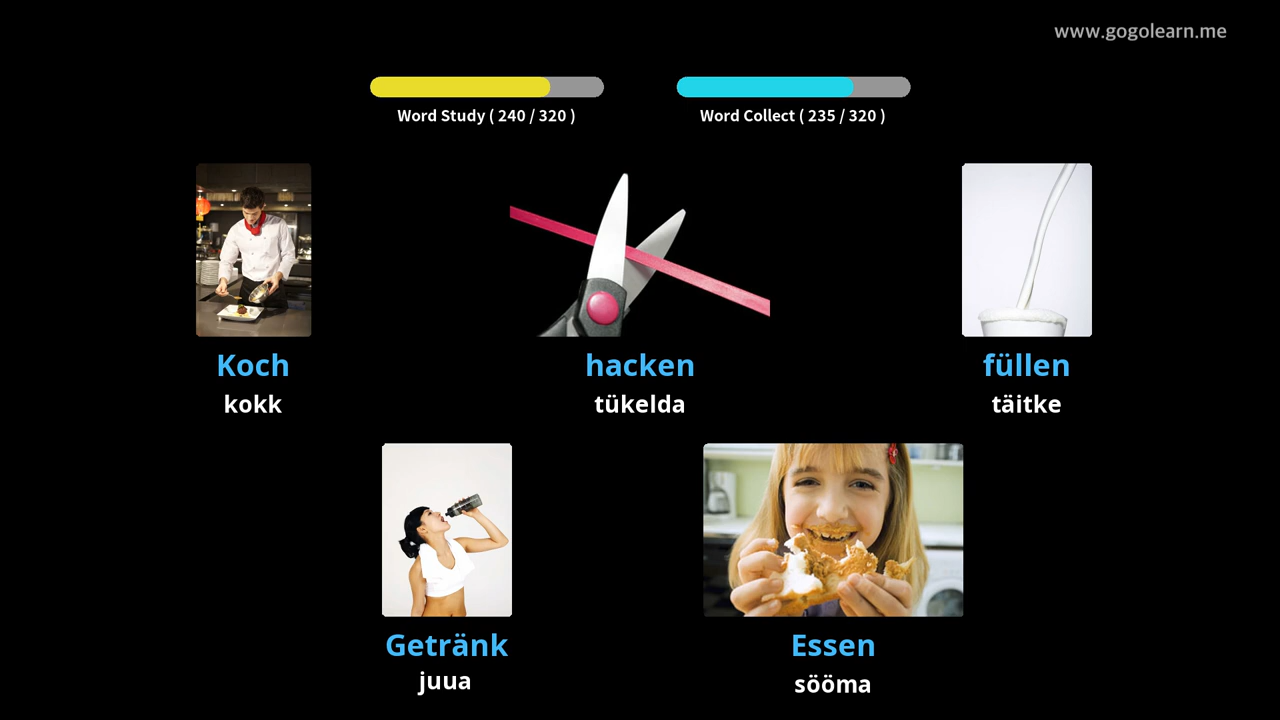 www.gogolearn.me
Word Study ( 240 / 320 )
Word Collect ( 235 / 320 )
Koch
kokk
hacken
tükelda
füllen
täitke
Getränk
juua
Essen
sööma